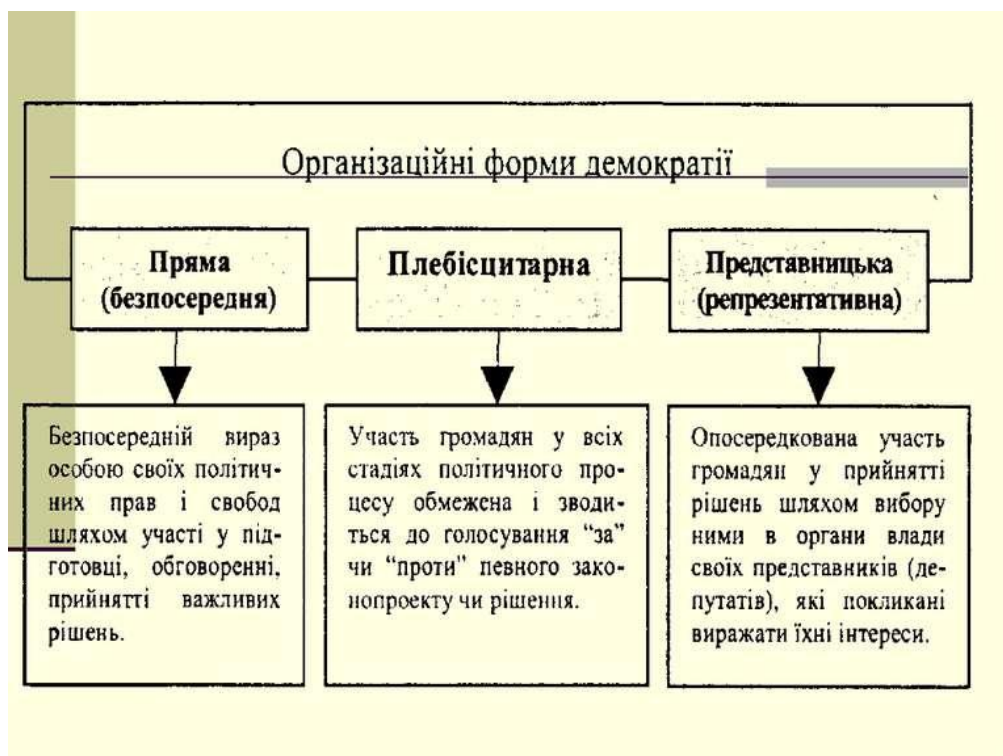 Організаційні форми демократії
Пряма
(безпосередня)
Плебісцитарна
Представницька
(репрезентативна)
Безпосередній вираз
особою своїх політич-
них прав і свобод
шляхом участі у під-
готовці, обговоренні,
прийнятті важливих
рішень.
Участь громадян у всіх
стадіях політичного про-
цесу обмежена і зводи-
ться до голосування “за”
чи “проти” певного зако-
нопроекту чи рішення.
Опосередкована участь
громадян у прийнятті
рішень шляхом вибору
ними в органи влади
своїх представників (де-
путатів), які покликані
виражати їхні інтереси.